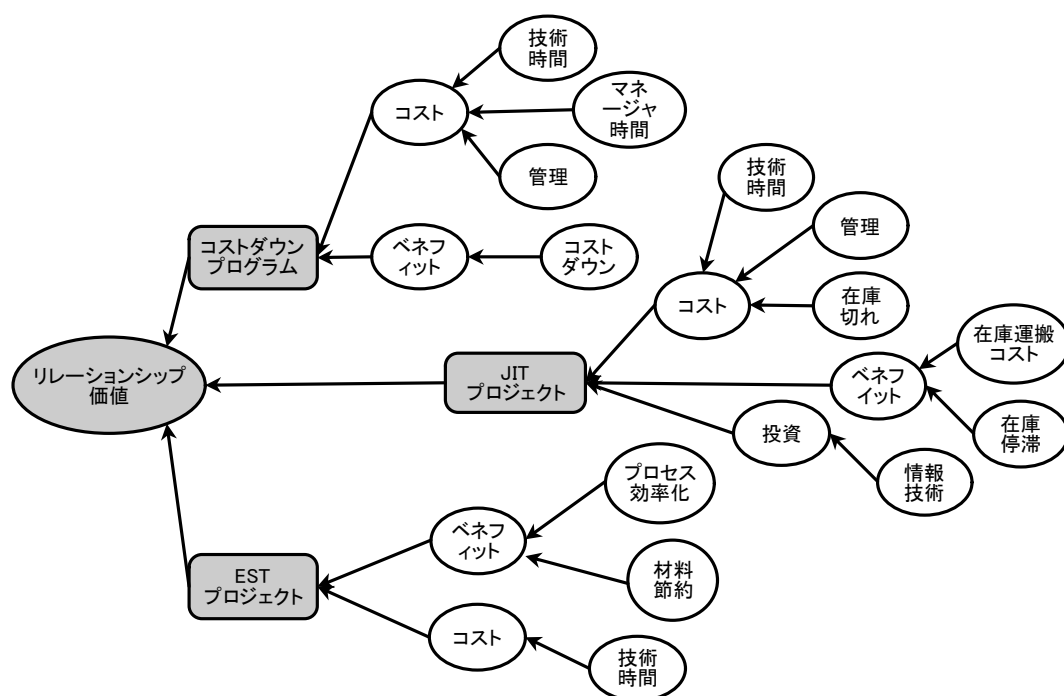 技術
時間
コスト
マネ
ージャ
時間
管理
コストダウン
プログラム
ベネフ
ィット
コスト
ダウン
技術
時間
管理
コスト
在庫
切れ
在庫運搬
コスト
リレーションシップ
価値
JIT
プロジェクト
ベネフ
イット
投資
在庫
停滞
情報
技術
プロセス
効率化
ベネフ
ィット
EST
プロジェクト
材料
節約
コスト
技術
時間